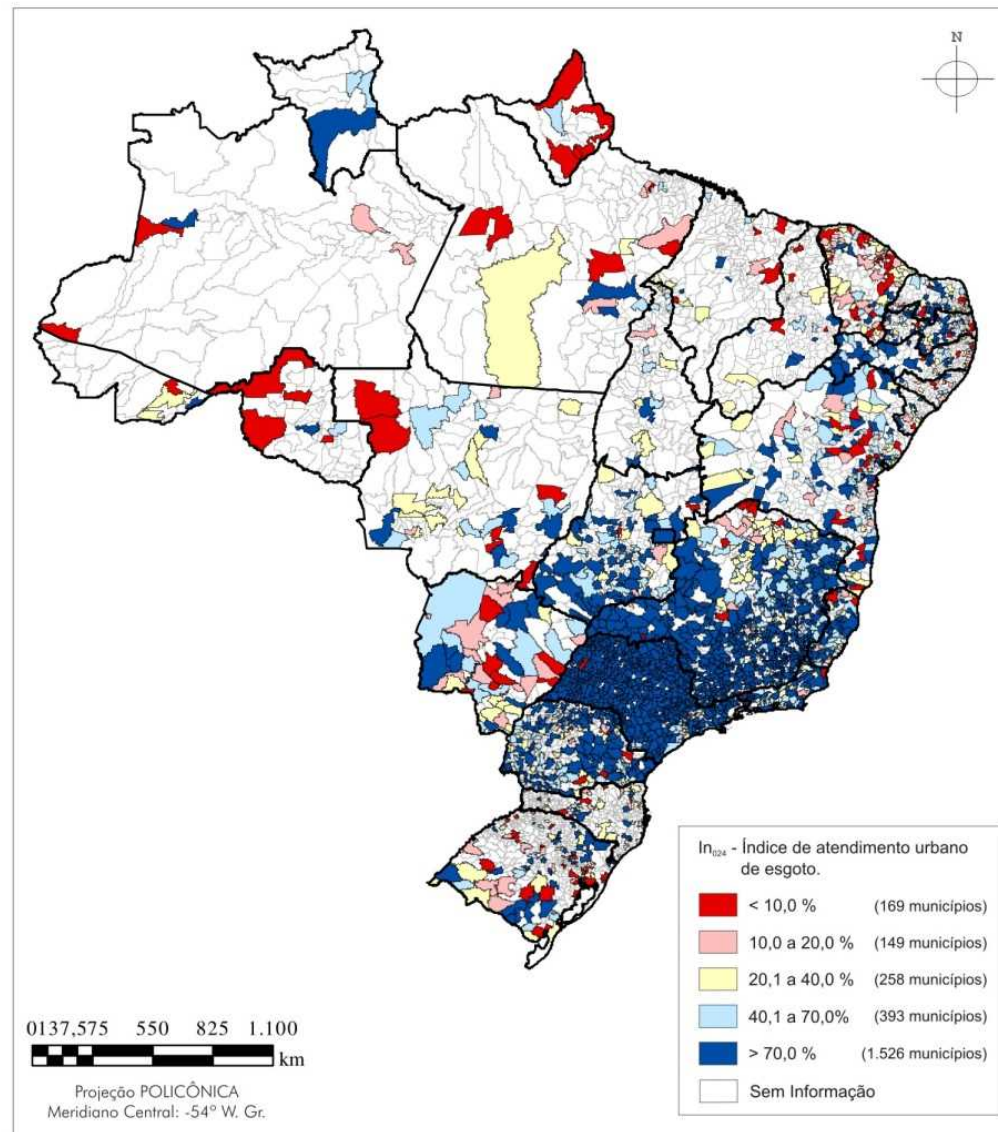 N
In024 - Índice de atendimento urbano
de esgoto.
< 10,0 % (169 municípios)
10,0 a 20,0 % (149 municípios)
20,1 a 40,0 % (258 municípios)
40,1 a 70,0% (393 municípios)
> 70,0 % (1.526 municípios)
Sem Informação
0137,575 550 825 1.100
km
Projeção POLICÔNICA
Meridiano Central: -54º W. Gr.